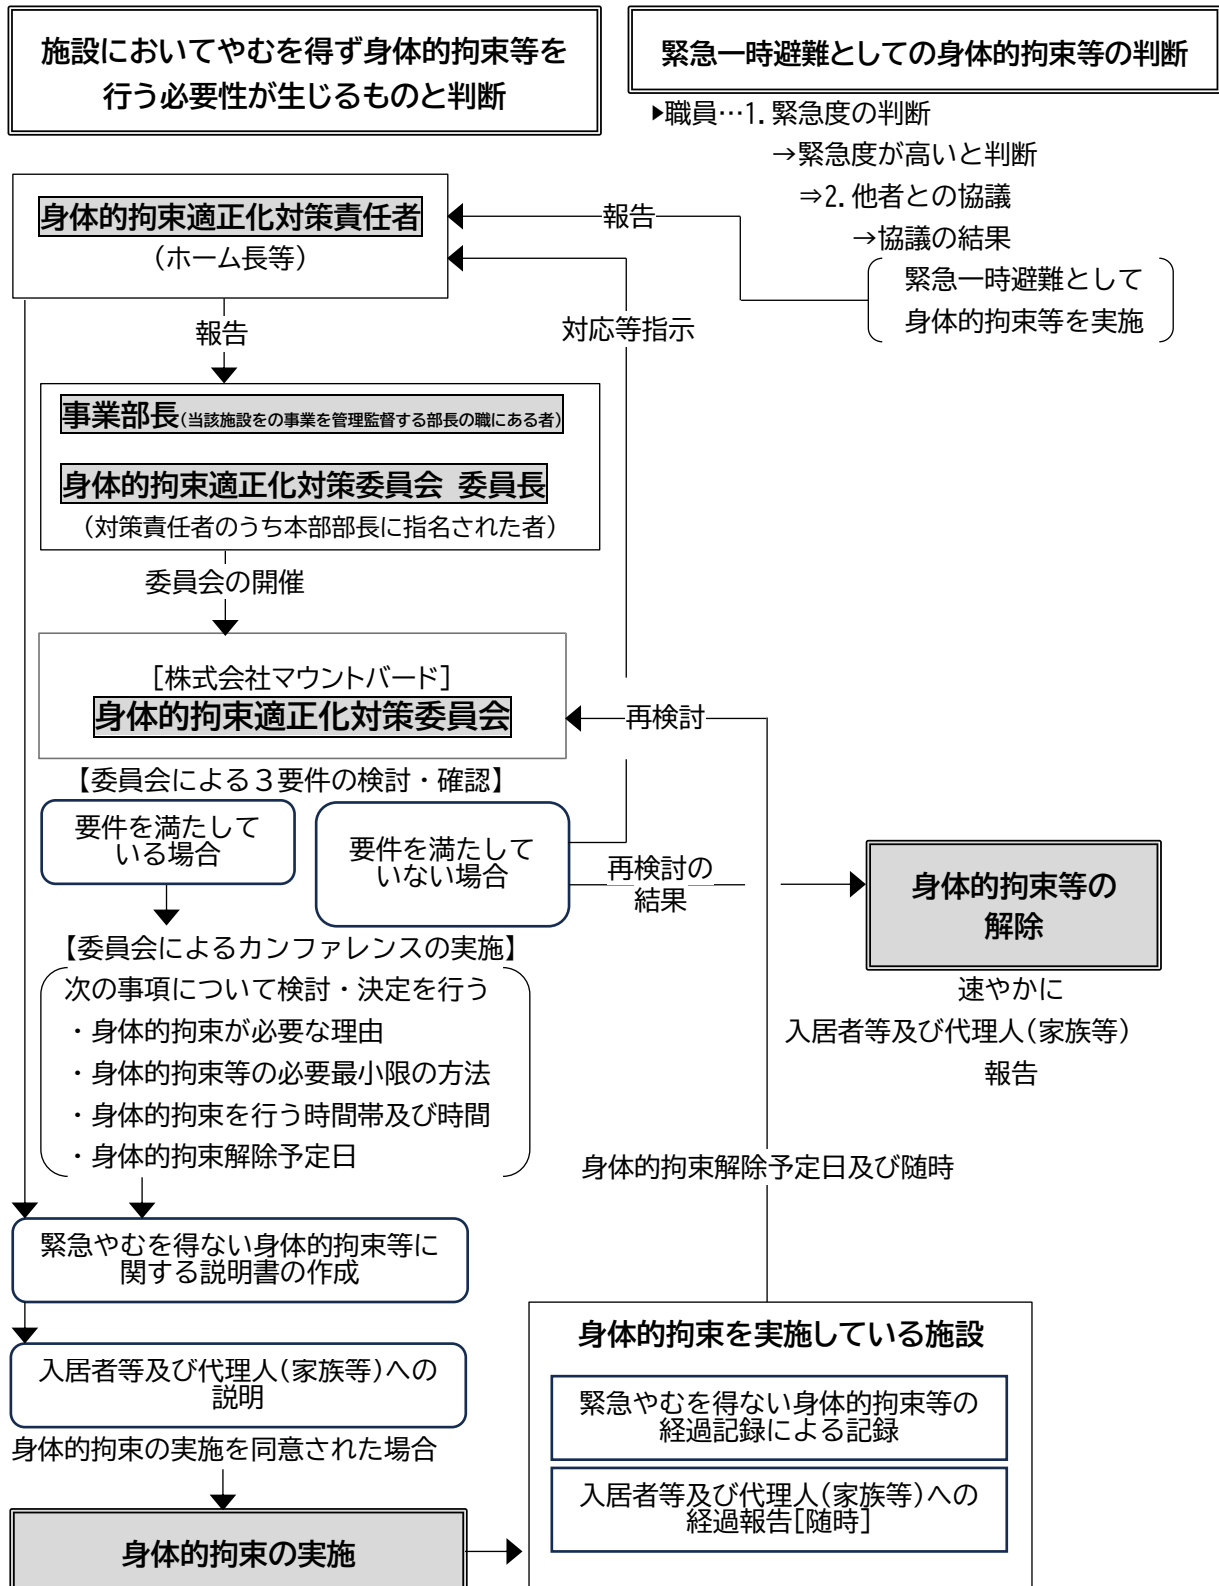 施設においてやむを得ず身体的拘束等を
行う必要性が生じるものと判断
緊急一時避難としての身体的拘束等の判断
▶職員…1.緊急度の判断
→緊急度が高いと判断
⇒2.他者との協議
→協議の結果
緊急一時避難として
身体的拘束等を実施
報告
身体的拘束適正化対策責任者
（ホーム長等）
対応等指示
報告
事業部長(当該施設をの事業を管理監督する部長の職にある者)
身体的拘束適正化対策委員会 委員長
（対策責任者のうち本部部長に指名された者）
委員会の開催
[株式会社マウントバード]
身体的拘束適正化対策委員会
再検討
【委員会による３要件の検討・確認】
要件を満たして
いる場合
要件を満たして
いない場合
再検討の
結果
身体的拘束等の
解除
速やかに
入居者等及び代理人(家族等)
報告
【委員会によるカンファレンスの実施】
次の事項について検討・決定を行う
・身体的拘束が必要な理由
・身体的拘束等の必要最小限の方法
・身体的拘束を行う時間帯及び時間
・身体的拘束解除予定日
身体的拘束解除予定日及び随時
緊急やむを得ない身体的拘束等に
関する説明書の作成
入居者等及び代理人(家族等)への
説明
身体的拘束の実施を同意された場合
身体的拘束の実施
身体的拘束を実施している施設
緊急やむを得ない身体的拘束等の
経過記録による記録
入居者等及び代理人(家族等)への
経過報告[随時]